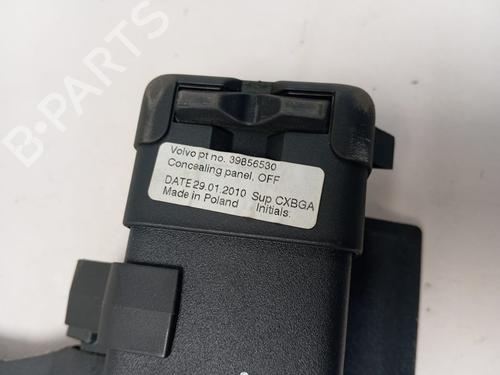 B-PARTS
Volvo pt no. 39856530
Concealing panel, OFF
DATE 29.01.2010 Sup CXBGA
Made in Poland Initials: